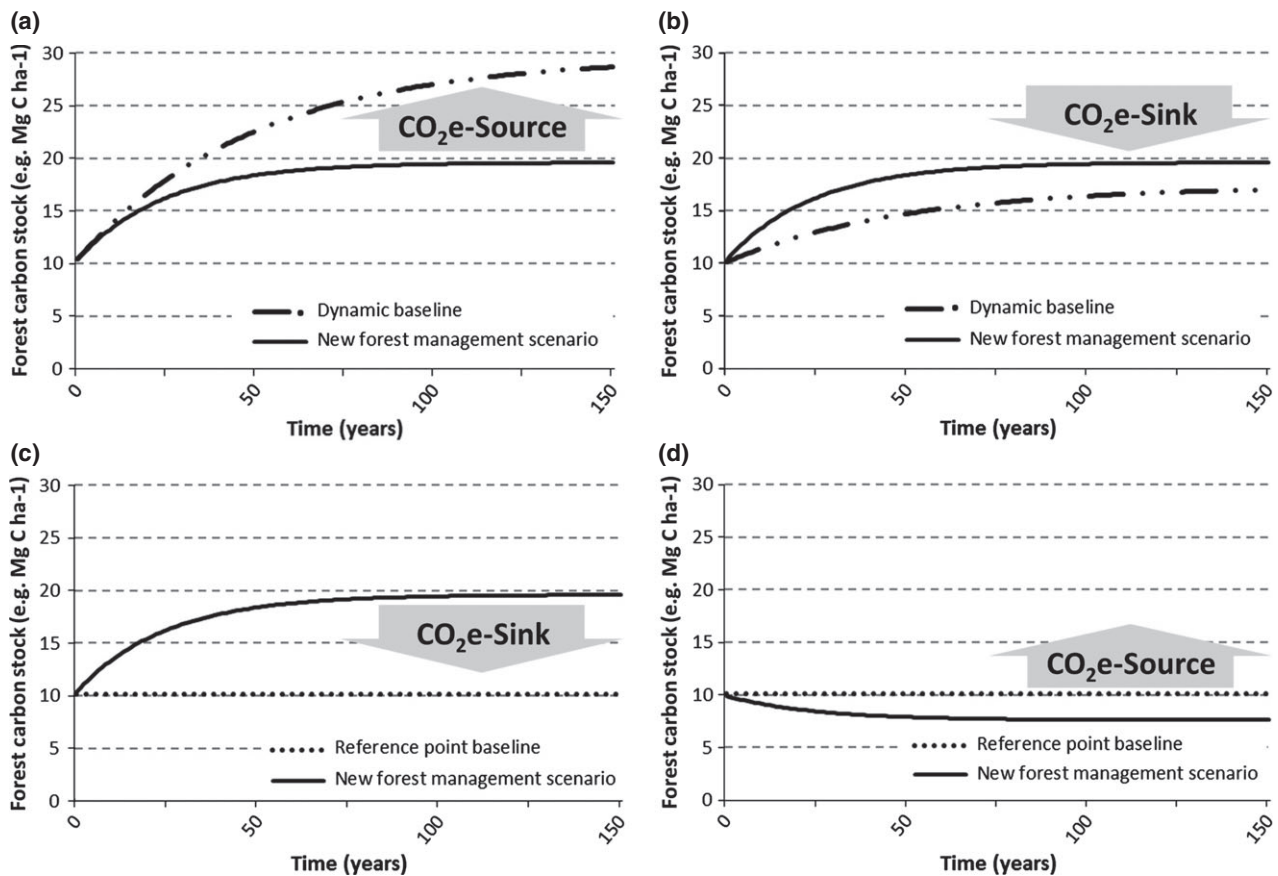 (a)
Forest carbon stock (e.g. Mg C ha-1)
30
25
20
15
10
5
0
CO₂e-Source
Dynamic baseline
New forest management scenario
0
50
100
150
Time (years)
(b)
Forest carbon stock (e.g. Mg C ha-1)
30
25
20
15
10
5
0
CO₂e-Sink
Dynamic baseline
New forest management scenario
0
50
100
150
Time (years)
(c)
Forest carbon stock (e.g. Mg C ha-1)
30
25
20
15
10
5
0
CO₂e-Sink
Reference point baseline
New forest management scenario
0
50
100
150
Time (years)
(d)
Forest carbon stock (e.g. Mg C ha-1)
30
25
20
15
10
5
0
CO₂e-Source
Reference point baseline
New forest management scenario
0
50
100
150
Time (years)